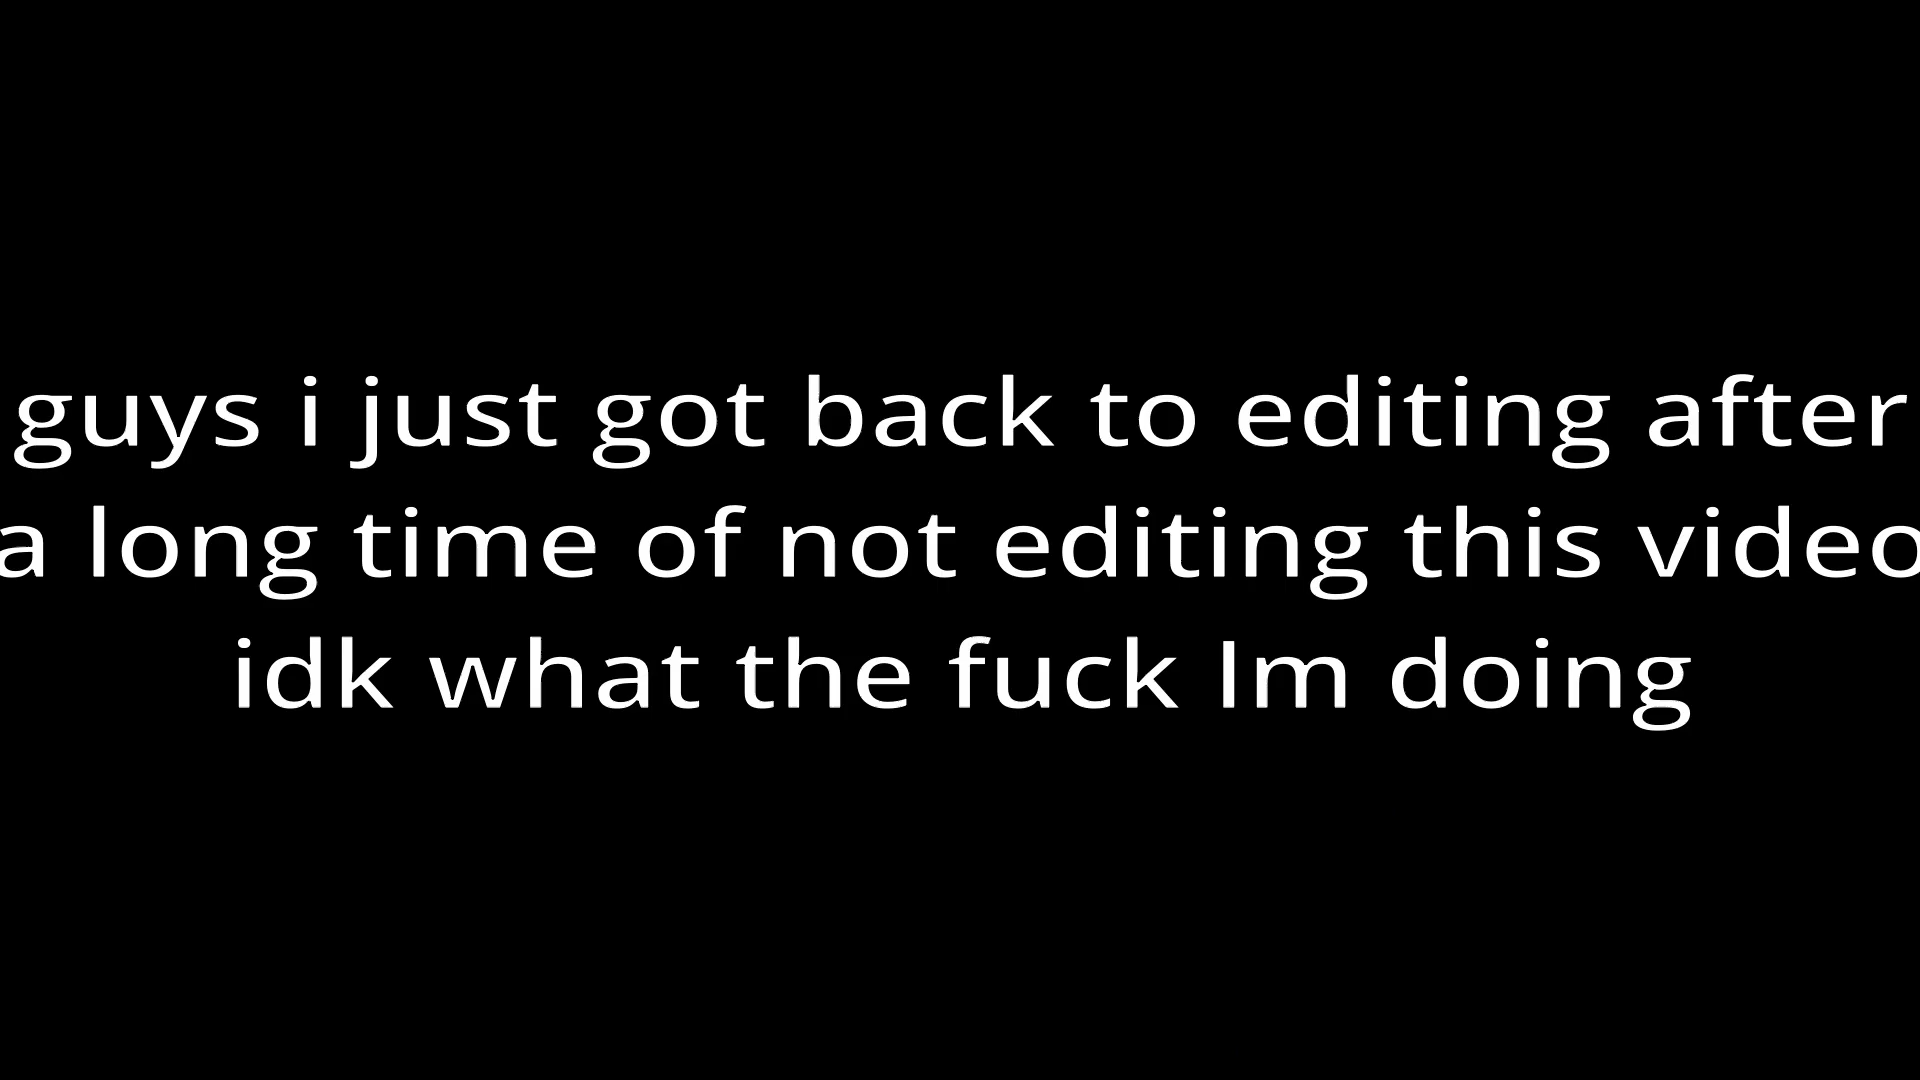 guys i just got back to editing after
a long time of not editing this video
idk what the fuck Im doing